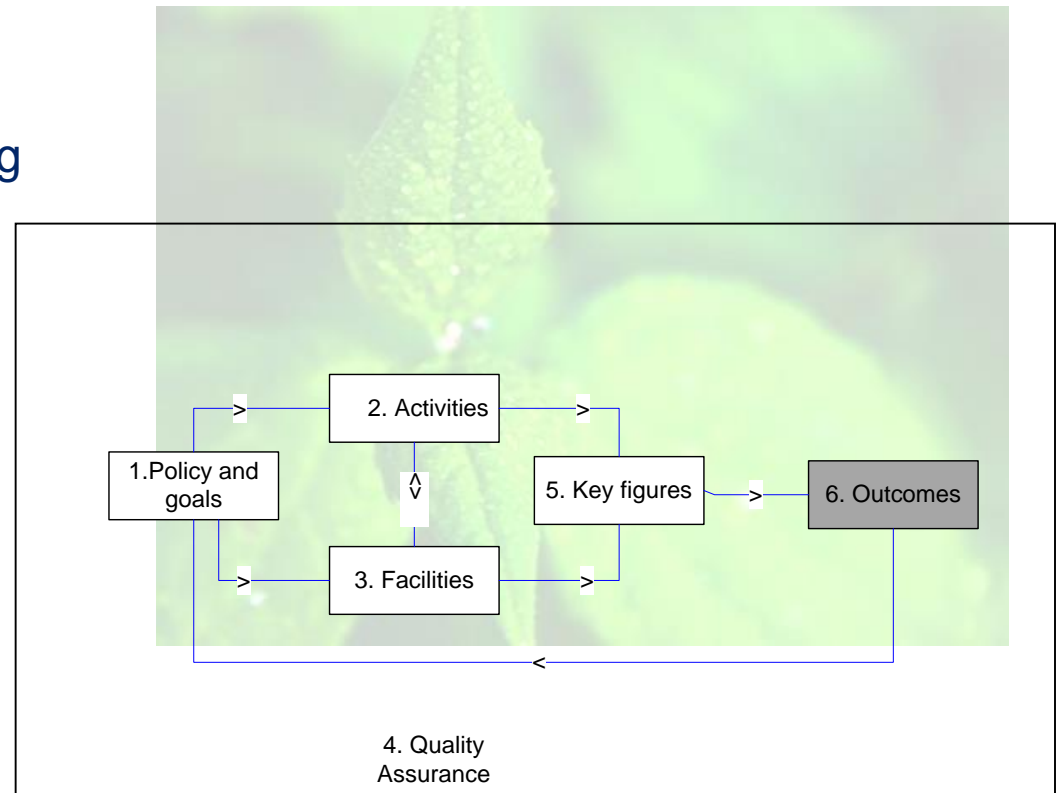 g
2. Activities
1.Policy and
goals
5. Key figures
6. Outcomes
3. Facilities
4. Quality
Assurance